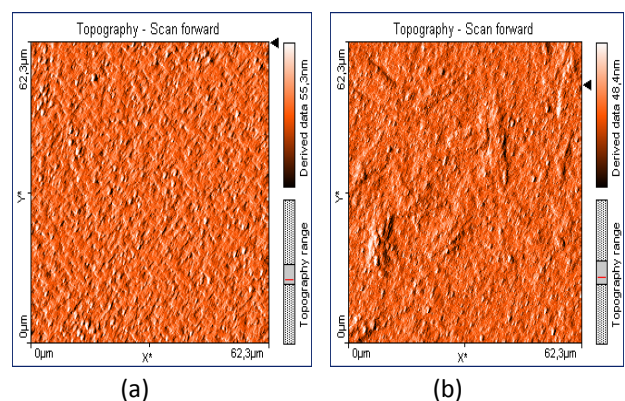 Topography - Scan forward
62,3µm
Y*
0µm
0µm
X*
62,3µm
Derived data 55,3nm
Topography range
(a)
Topography - Scan forward
62,3µm
Y*
0µm
0µm
X*
62,3µm
Derived data 48,4nm
Topography range
(b)